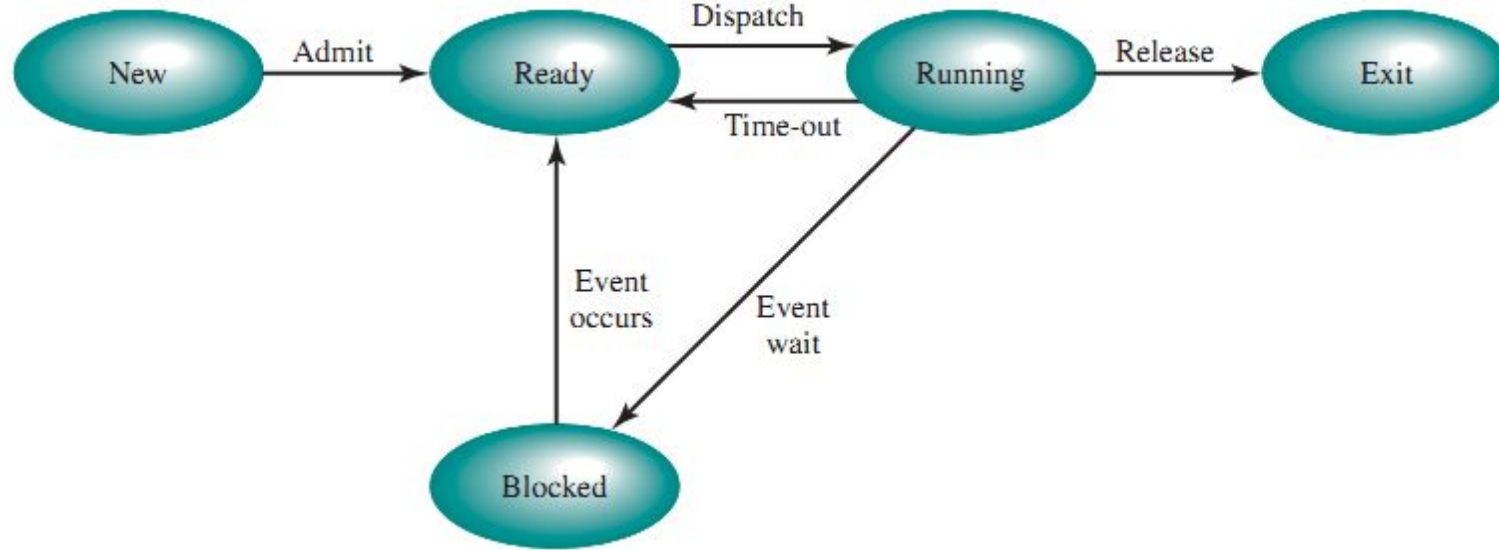 Dispatch
New
Admit
Ready
Running
Release
Exit
Time-out
Event
occurs
Event
wait
Blocked